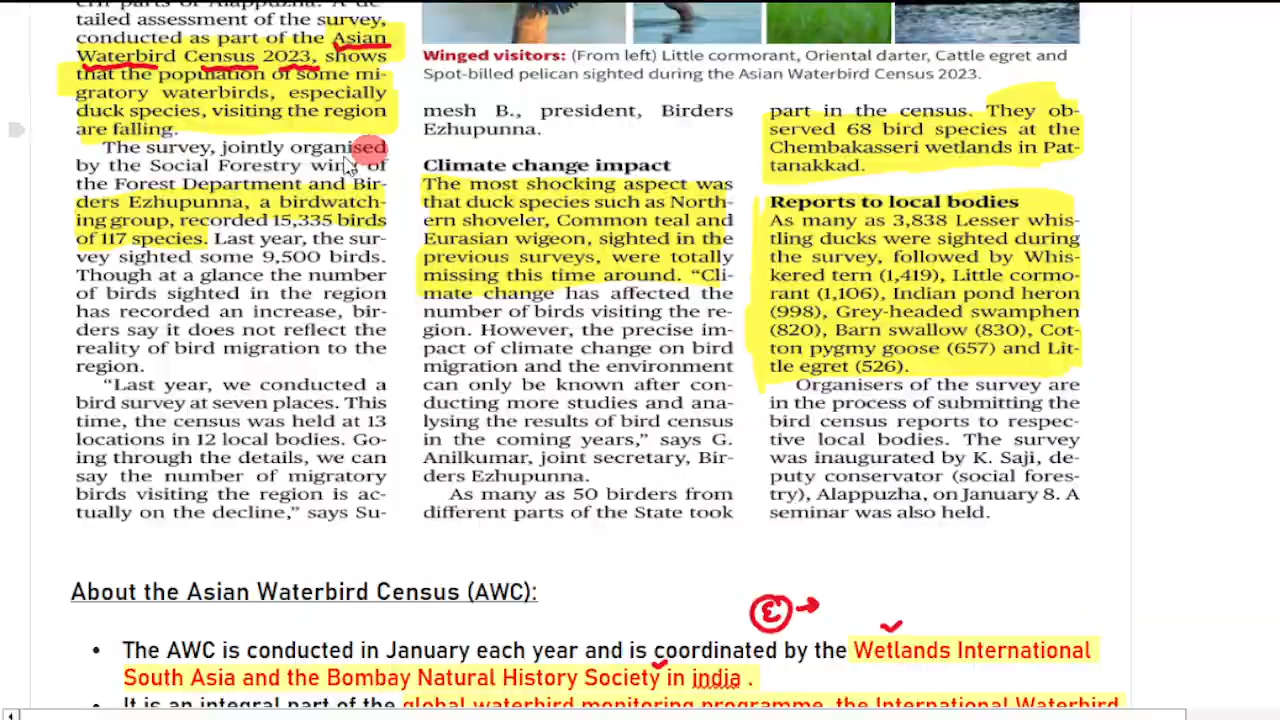 ern parts of Alappuzha. A de-
tailed assessment of the survey,
conducted as part of the Asian
Waterbird Census 2023, shows
that the population of some mi-
gratory waterbirds, especially
duck species, visiting the region
are falling.
The survey, jointly organised
by the Social Forestry wing of
the Forest Department and Bir-
ders Ezhupunna, a birdwatch-
ing group, recorded 15,335 birds
of 117 species. Last year, the sur-
vey sighted some 9,500 birds.
Though at a glance the number
of birds sighted in the region
has recorded an increase, bir-
ders say it does not reflect the
reality of bird migration to the
region.
“Last year, we conducted a
bird survey at seven places. This
time, the census was held at 13
locations in 12 local bodies. Go-
ing through the details, we can
say the number of migratory
birds visiting the region is ac-
tually on the decline,” says Su-
Winged visitors: (From left) Little cormorant, Oriental darter, Cattle egret and
Spot-billed pelican sighted during the Asian Waterbird Census 2023.
mesh B., president, Birders
Ezhupunna.
Climate change impact
The most shocking aspect was
that duck species such as North-
ern shoveler, Common teal and
Eurasian wigeon, sighted in the
previous surveys, were totally
missing this time around. “Cli-
mate change has affected the
number of birds visiting the re-
gion. However, the precise im-
pact of climate change on bird
migration and the environment
can only be known after con-
ducting more studies and ana-
lysing the results of bird census
in the coming years,” says G.
Anilkumar, joint secretary, Bir-
ders Ezhupunna.
As many as 50 birders from
different parts of the State took
part in the census. They ob-
served 68 bird species at the
Chembakasseri wetlands in Pat-
tanakkad.
Reports to local bodies
As many as 3,838 Lesser whis-
tling ducks were sighted during
the survey, followed by Whis-
kered tern (1,419), Little cormo-
rant (1,106), Indian pond heron
(998), Grey-headed swamphen
(820), Barn swallow (830), Cot-
ton pygmy goose (657) and Lit-
tle egret (526).
Organisers of the survey are
in the process of submitting the
bird census reports to respec-
tive local bodies. The survey
was inaugurated by K. Saji, de-
puty conservator (social fores-
try), Alappuzha, on January 8. A
seminar was also held.
About the Asian Waterbird Census (AWC):
• The AWC is conducted in January each year and is coordinated by the Wetlands International
South Asia and the Bombay Natural History Society in india .
• It is an integral part of the global waterbird monitoring programme, the International Waterbird